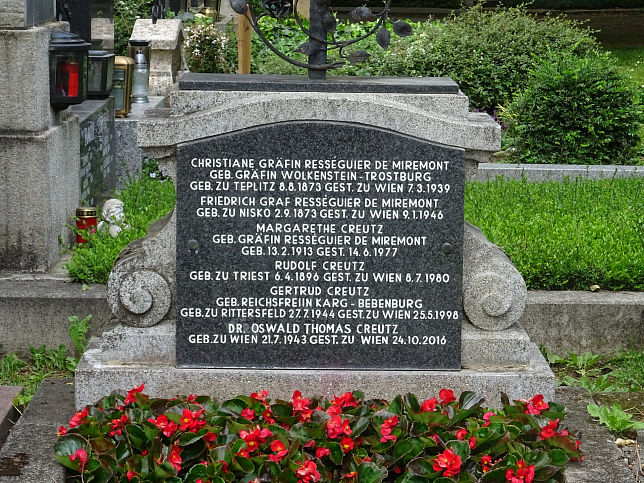 CHRISTIANE GRÄFIN RESSÉGUIER DE MIREMONT
GEB. GRÄFIN WOLKENSTEIN-TROSTBURG
GEB. ZU TEPLITZ 8.8.1873 GEST. ZU WIEN 7.3.1939
FRIEDRICH GRAF RESSÉGUIER DE MIREMONT
GEB. ZU NISKO 2.9.1873 GEST. ZU WIEN 9.1.1946
MARGARETHE CREUTZ
GEB. GRÄFIN RESSÉGUIER DE MIREMONT
GEB. 13.2.1913 GEST. 14.6.1977
RUDOLF CREUTZ
GEB. ZU TRIEST 6.4.1896 GEST. ZU WIEN 8.7.1980
GERTRUD CREUTZ
GEB. REICHSFREIIN KARG - BEBENBURG
GEB. ZU RITTERSFELD 27.7.1944 GEST. ZU WIEN 25.5.1998
DR. OSWALD THOMAS CREUTZ
GEB. ZU WIEN 21.7.1943 GEST. ZU WIEN 24.10.2016